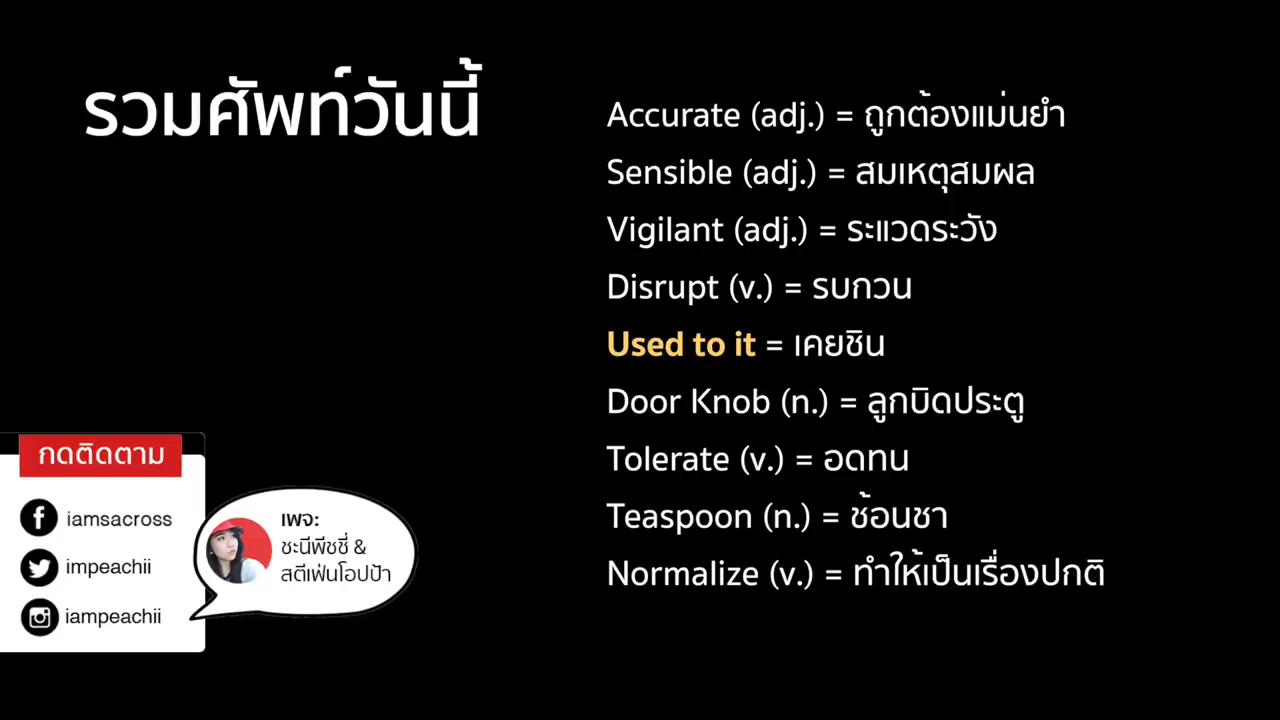 รวมศัพท์วันนี้
Accurate (adj.) = ถูกต้องแม่นยำ
Sensible (adj.) = สมเหตุสมผล
Vigilant (adj.) = ระแวดระวัง
Disrupt (v.) = รบกวน
Used to it = เคยชิน
Door Knob (n.) = ลูกบิดประตู
Tolerate (v.) = อดทน
Teaspoon (n.) = ช้อนชา
Normalize (v.) = ทำให้เป็นเรื่องปกติ
กดติดตาม
iamsacross
impeachii
iampeachii
เพจ:
ชะนีพีชชี่ &
สตีเฟ่นโอปป้า